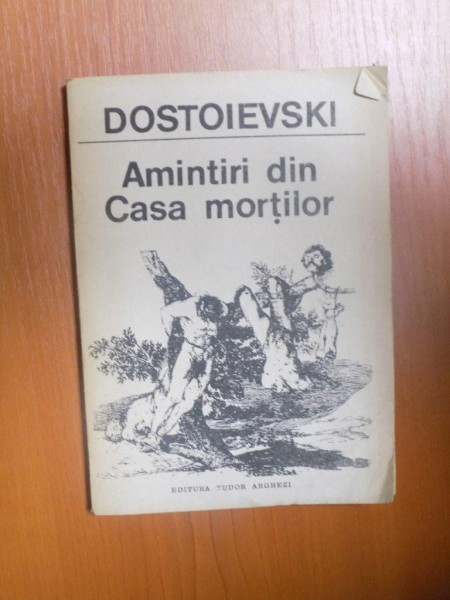 DOSTOIEVSKI
Amintiri din
Casa morților
EDITURA TUDOR ARGHEZI